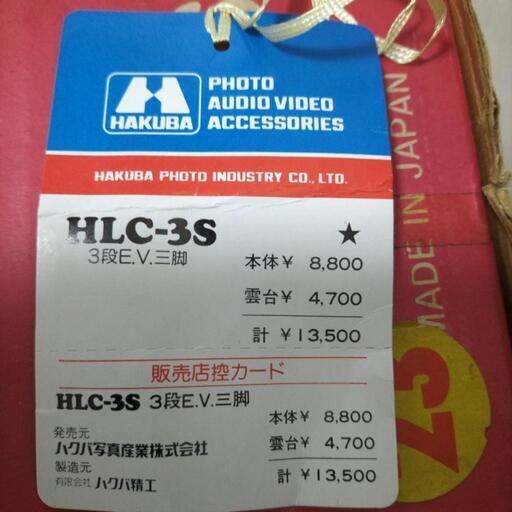 HAKUBA
PHOTO
AUDIO VIDEO
ACCESSORIES
HAKUBA PHOTO INDUSTRY CO., LTD.
HLC-3S ★
3段E.V.三脚
本体¥ 8,800
雲台¥ 4,700
計 ¥13,500
販売店控カード
HLC-3S 3段E.V.三脚
本体¥ 8,800
雲台¥ 4,700
計 ¥13,500
発売元
ハクバ写真産業株式会社
製造元
有限会社 ハクバ精工
MADE IN JAPAN
23